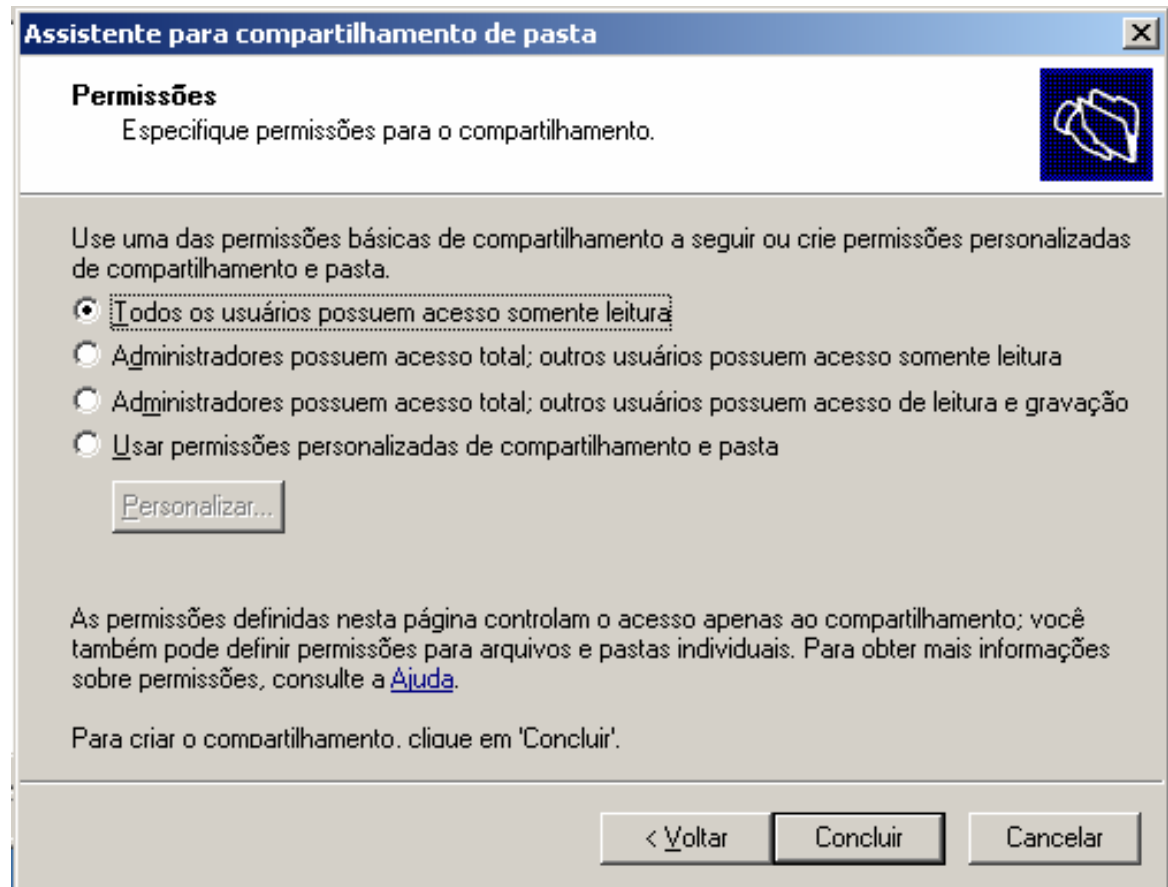 Assistente para compartilhamento de pasta
Permissões
Especifique permissões para o compartilhamento.
Use uma das permissões básicas de compartilhamento a seguir ou crie permissões personalizadas
de compartilhamento e pasta.
Todos os usuários possuem acesso somente leitura
Administradores possuem acesso total; outros usuários possuem acesso somente leitura
Administradores possuem acesso total; outros usuários possuem acesso de leitura e gravação
Usar permissões personalizadas de compartilhamento e pasta
Personalizar...
As permissões definidas nesta página controlam o acesso apenas ao compartilhamento; você
também pode definir permissões para arquivos e pastas individuais. Para obter mais informações
sobre permissões, consulte a Ajuda.
Para criar o compartilhamento, clique em 'Concluir'.
< Voltar
Concluir
Cancelar